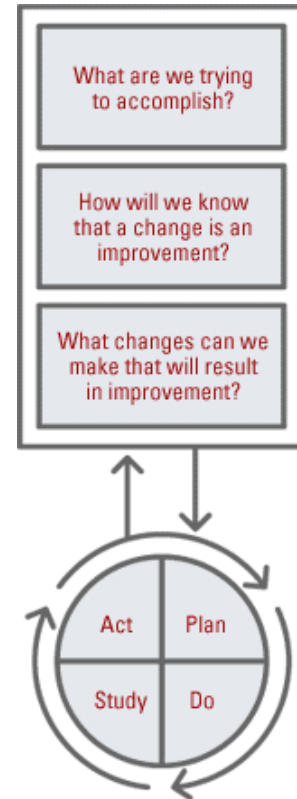 What are we trying
to accomplish?
How will we know
that a change is an
improvement?
What changes can we
make that will result
in improvement?
Act
Plan
Study
Do